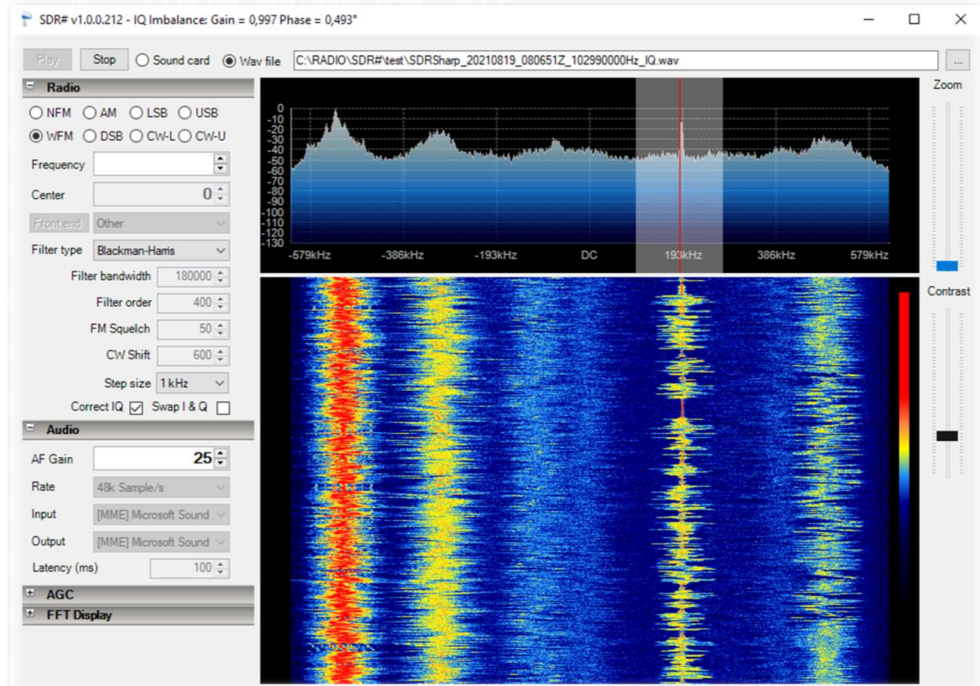 SDR# v1.0.0.212 - IQ Imbalance: Gain = 0,997 Phase = 0,493°
Play Stop Sound card Wav file C:\RADIO\SDR#\test\SDRSharp_20210819_080651Z_102990000Hz_IQ.wav ...
Radio
NFM AM LSB USB
WFM DSB CW-L CW-U
Frequency
Center 0
Front end Other
Filter type Blackman-Harris
Filter bandwidth 180000
Filter order 400
FM Squelch 50
CW Shift 600
Step size 1 kHz
Correct IQ Swap I & Q
Audio
AF Gain 25
Rate 48k Sample/s
Input [MME] Microsoft Sound
Output [MME] Microsoft Sound
Latency (ms) 100
AGC
FFT Display
0
-10
-20
-30
-40
-50
-60
-70
-80
-90
-100
-110
-120
-130
-579kHz -386kHz -193kHz DC 193kHz 386kHz 579kHz
Zoom
Contrast